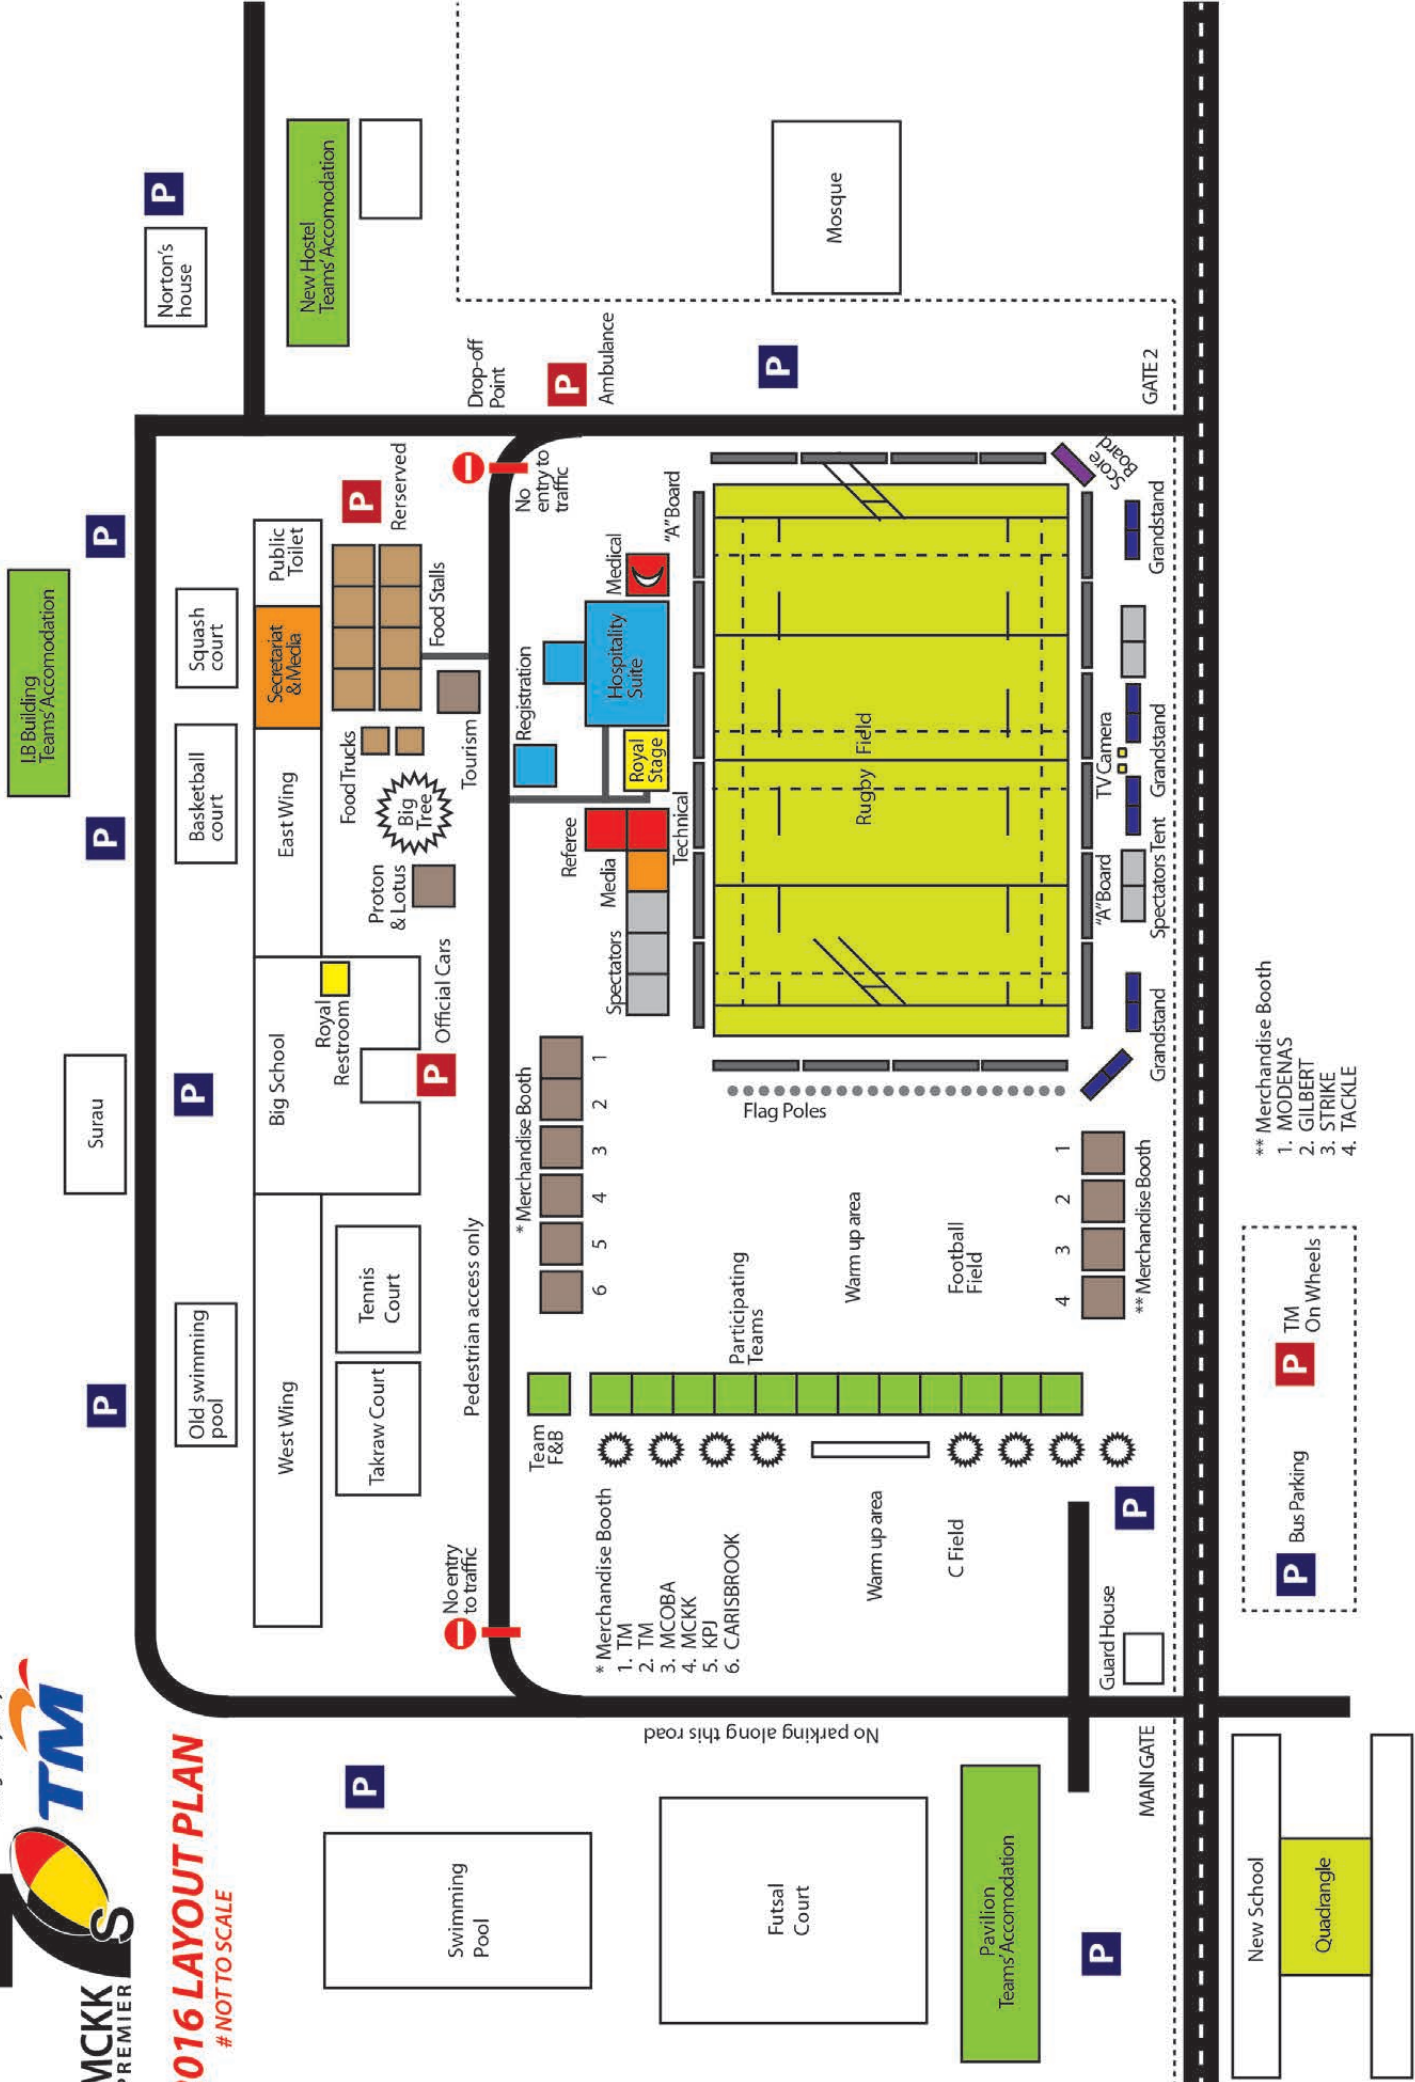 MCKK
PREMIER
7
S
TM
2016 LAYOUT PLAN
# NOT TO SCALE
I.B Building
Teams' Accomodation
P
P
P
P
P
Surau
Norton's
house
P
Old swimming
pool
Basketball
court
Squash
court
West Wing
Big School
East Wing
Secretariat
& Media
Public
Toilet
New Hostel
Teams' Accomodation
Royal
Restroom
Takraw Court
Tennis
Court
Food Trucks
P
Rerserved
Proton
& Lotus
Big
Tree
Food Stalls
P
Official Cars
Tourism
P
Swimming
Pool
No entry
to traffic
Pedestrian access only
Drop-off
Point
No
entry to
traffic
P
Ambulance
* Merchandise Booth
6
5
4
3
2
1
Registration
Team
F&B
Referee
Media
Spectators
Technical
Royal
Stage
Hospitality
Suite
Medical
"A" Board
* Merchandise Booth
1. TM
2. TM
3. MCOBA
4. MCKK
5. KPJ
6. CARISBROOK
No parking along this road
Participating
Teams
Flag Poles
P
Mosque
Futsal
Court
Warm up area
Warm up area
Rugby Field
C Field
Football
Field
Pavilion
Teams' Accomodation
4
3
2
1
** Merchandise Booth
"A" Board
TV Camera
Score
Board
P
Guard House
P
MAIN GATE
Grandstand
Spectators Tent
Grandstand
Grandstand
GATE 2
New School
Quadrangle
P
Bus Parking
P
TM
On Wheels
** Merchandise Booth
1. MODENAS
2. GILBERT
3. STRIKE
4. TACKLE